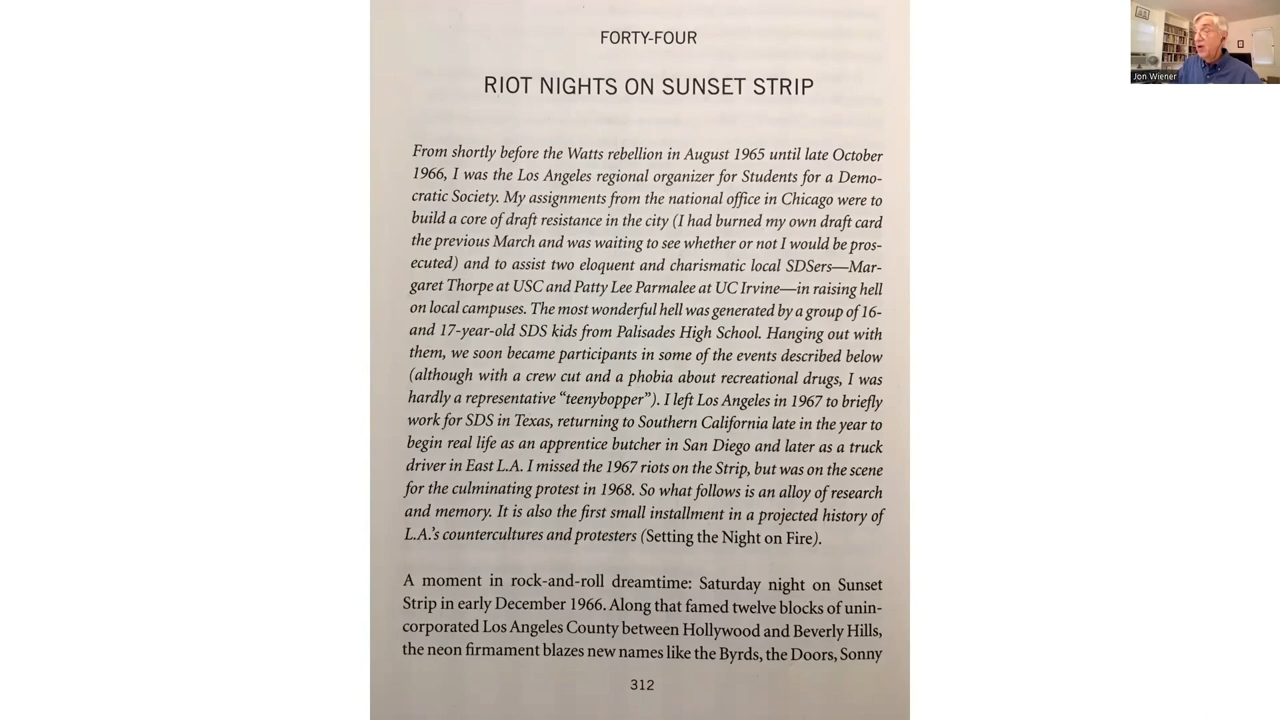 FORTY-FOUR
RIOT NIGHTS ON SUNSET STRIP
From shortly before the Watts rebellion in August 1965 until late October
1966, I was the Los Angeles regional organizer for Students for a Demo-
cratic Society. My assignments from the national office in Chicago were to
build a core of draft resistance in the city (I had burned my own draft card
the previous March and was waiting to see whether or not I would be pros-
ecuted) and to assist two eloquent and charismatic local SDSers—Mar-
garet Thorpe at USC and Patty Lee Parmalee at UC Irvine—in raising hell
on local campuses. The most wonderful hell was generated by a group of 16-
and 17-year-old SDS kids from Palisades High School. Hanging out with
them, we soon became participants in some of the events described below
(although with a crew cut and a phobia about recreational drugs, I was
hardly a representative “teenybopper”). I left Los Angeles in 1967 to briefly
work for SDS in Texas, returning to Southern California late in the year to
begin real life as an apprentice butcher in San Diego and later as a truck
driver in East L.A. I missed the 1967 riots on the Strip, but was on the scene
for the culminating protest in 1968. So what follows is an alloy of research
and memory. It is also the first small installment in a projected history of
L.A.’s countercultures and protesters (Setting the Night on Fire).
A moment in rock-and-roll dreamtime: Saturday night on Sunset
Strip in early December 1966. Along that famed twelve blocks of unin-
corporated Los Angeles County between Hollywood and Beverly Hills,
the neon firmament blazes new names like the Byrds, the Doors, Sonny
312
Jon Wiener